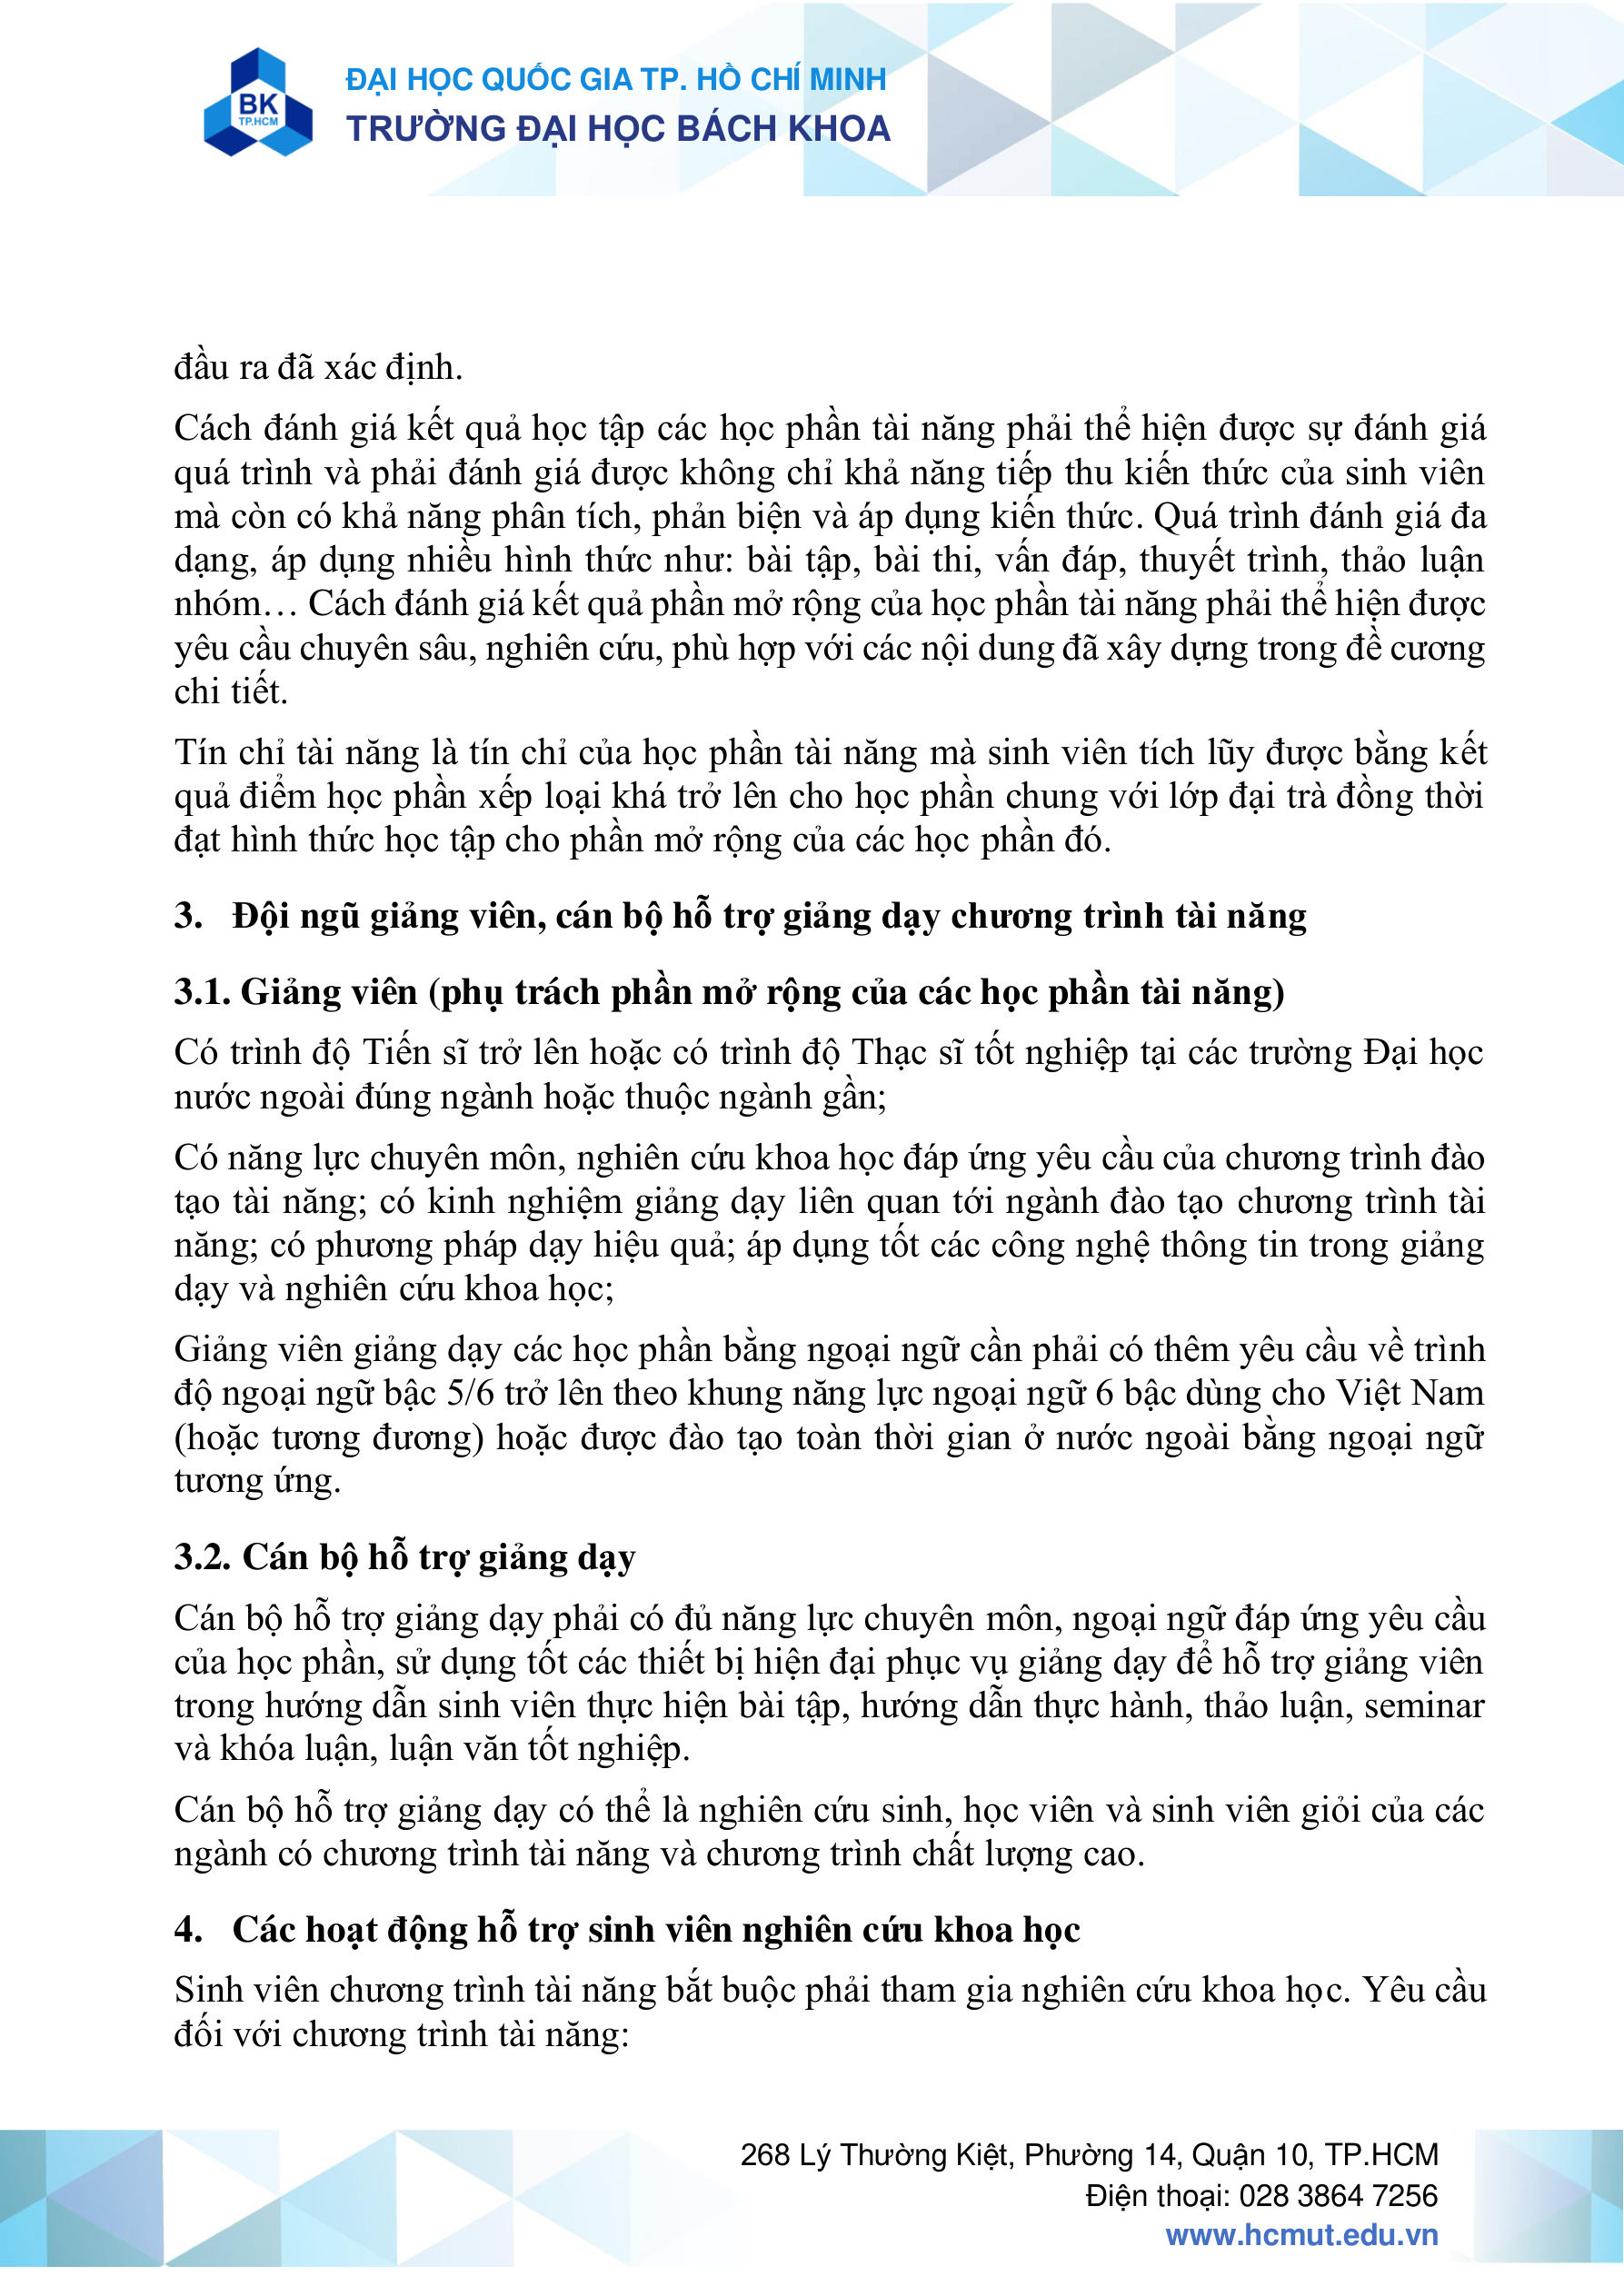 BK
TP.HCM
ĐẠI HỌC QUỐC GIA TP. HỒ CHÍ MINH
TRƯỜNG ĐẠI HỌC BÁCH KHOA
đầu ra đã xác định.
Cách đánh giá kết quả học tập các học phần tài năng phải thể hiện được sự đánh giá
quá trình và phải đánh giá được không chỉ khả năng tiếp thu kiến thức của sinh viên
mà còn có khả năng phân tích, phản biện và áp dụng kiến thức. Quá trình đánh giá đa
dạng, áp dụng nhiều hình thức như: bài tập, bài thi, vấn đáp, thuyết trình, thảo luận
nhóm… Cách đánh giá kết quả phần mở rộng của học phần tài năng phải thể hiện được
yêu cầu chuyên sâu, nghiên cứu, phù hợp với các nội dung đã xây dựng trong đề cương
chi tiết.
Tín chỉ tài năng là tín chỉ của học phần tài năng mà sinh viên tích lũy được bằng kết
quả điểm học phần xếp loại khá trở lên cho học phần chung với lớp đại trà đồng thời
đạt hình thức học tập cho phần mở rộng của các học phần đó.
3. Đội ngũ giảng viên, cán bộ hỗ trợ giảng dạy chương trình tài năng
3.1. Giảng viên (phụ trách phần mở rộng của các học phần tài năng)
Có trình độ Tiến sĩ trở lên hoặc có trình độ Thạc sĩ tốt nghiệp tại các trường Đại học
nước ngoài đúng ngành hoặc thuộc ngành gần;
Có năng lực chuyên môn, nghiên cứu khoa học đáp ứng yêu cầu của chương trình đào
tạo tài năng; có kinh nghiệm giảng dạy liên quan tới ngành đào tạo chương trình tài
năng; có phương pháp dạy hiệu quả; áp dụng tốt các công nghệ thông tin trong giảng
dạy và nghiên cứu khoa học;
Giảng viên giảng dạy các học phần bằng ngoại ngữ cần phải có thêm yêu cầu về trình
độ ngoại ngữ bậc 5/6 trở lên theo khung năng lực ngoại ngữ 6 bậc dùng cho Việt Nam
(hoặc tương đương) hoặc được đào tạo toàn thời gian ở nước ngoài bằng ngoại ngữ
tương ứng.
3.2. Cán bộ hỗ trợ giảng dạy
Cán bộ hỗ trợ giảng dạy phải có đủ năng lực chuyên môn, ngoại ngữ đáp ứng yêu cầu
của học phần, sử dụng tốt các thiết bị hiện đại phục vụ giảng dạy để hỗ trợ giảng viên
trong hướng dẫn sinh viên thực hiện bài tập, hướng dẫn thực hành, thảo luận, seminar
và khóa luận, luận văn tốt nghiệp.
Cán bộ hỗ trợ giảng dạy có thể là nghiên cứu sinh, học viên và sinh viên giỏi của các
ngành có chương trình tài năng và chương trình chất lượng cao.
4. Các hoạt động hỗ trợ sinh viên nghiên cứu khoa học
Sinh viên chương trình tài năng bắt buộc phải tham gia nghiên cứu khoa học. Yêu cầu
đối với chương trình tài năng:
268 Lý Thường Kiệt, Phường 14, Quận 10, TP.HCM
Điện thoại: 028 3864 7256
www.hcmut.edu.vn